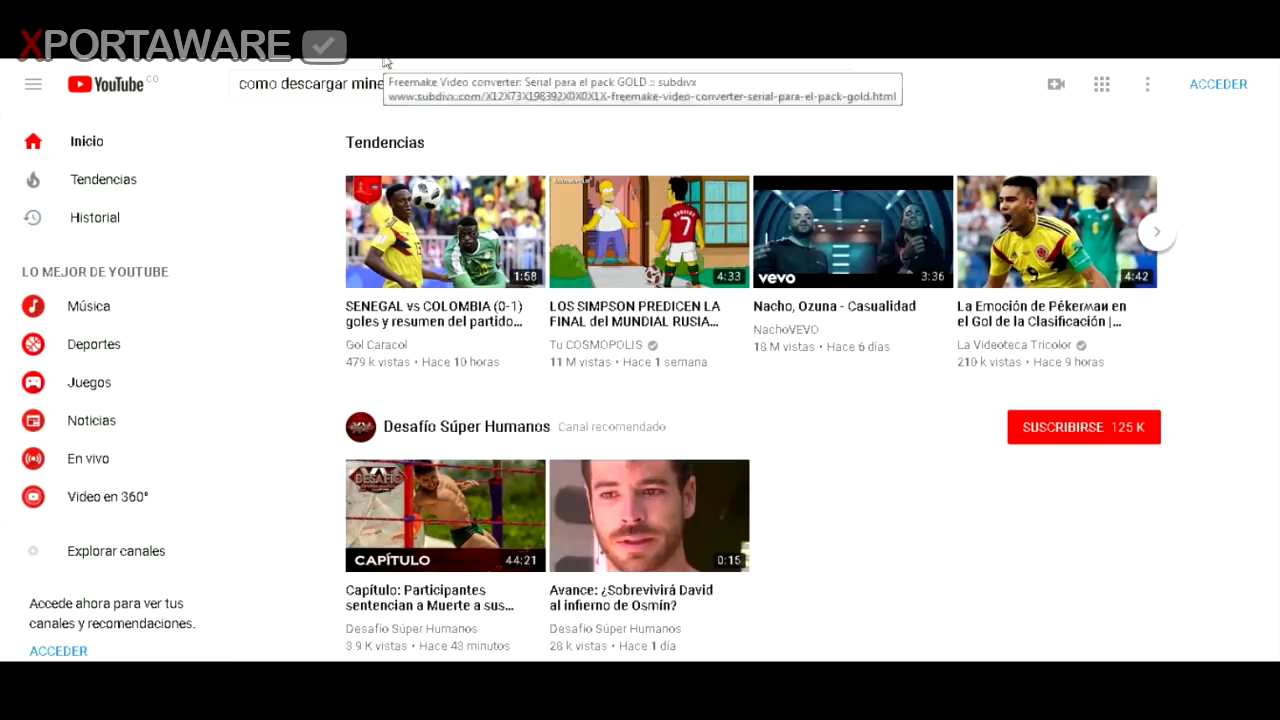 XPORTAWARE
YouTube CO
como descargar mine
Freemake Video converter: Serial para el pack GOLD :: subdivx
www.subdivx.com/X12X73X198392X0X0X1X-freemake-video-converter-serial-para-el-pack-gold.html
ACCEDER
Inicio
Tendencias
Historial
LO MEJOR DE YOUTUBE
Música
Deportes
Juegos
Noticias
En vivo
Video en 360°
Explorar canales
Accede ahora para ver tus
canales y recomendaciones.
ACCEDER
Tendencias
1:58
SENEGAL vs COLOMBIA (0-1)
goles y resumen del partido...
Gol Caracol
479 k vistas • Hace 10 horas
ROMERO
7
4:33
LOS SIMPSON PREDICEN LA
FINAL del MUNDIAL RUSIA...
Tu COSMOPOLIS
11 M vistas • Hace 1 semana
vevo
3:36
Nacho, Ozuna - Casualidad
NachoVEVO
18 M vistas • Hace 6 días
9
4:42
La Emoción de Pékerman en
el Gol de la Clasificación |...
La Videoteca Tricolor
210 k vistas • Hace 9 horas
Desafío Súper Humanos Canal recomendado
SUSCRIBIRSE 125 K
DESAFÍO
CAPÍTULO
44:21
Capítulo: Participantes
sentencian a Muerte a sus...
Desafío Súper Humanos
3.9 K vistas • Hace 43 minutos
0:15
Avance: ¿Sobrevivirá David
al infierno de Osmín?
Desafío Súper Humanos
28 k vistas • Hace 1 día